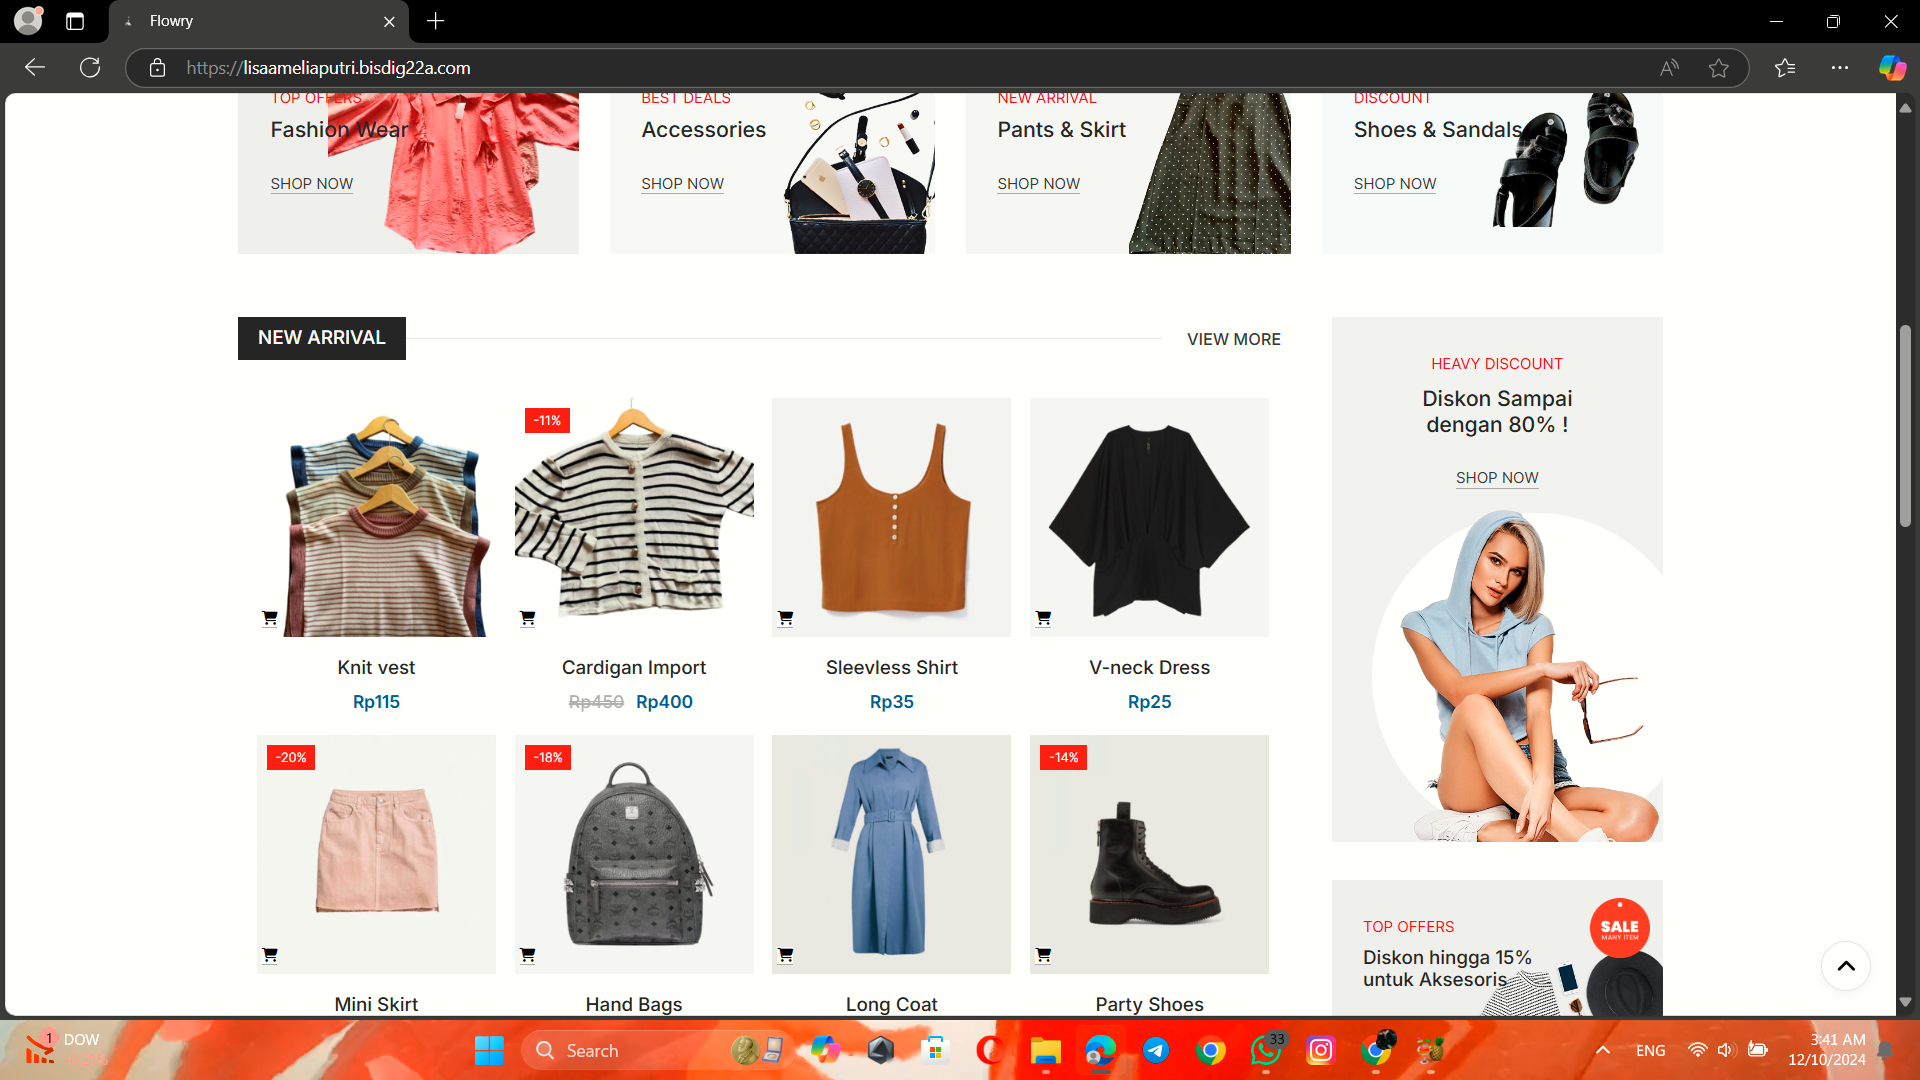 Flowry
https://lisaameliaputri.bisdig22a.com
TOP OFFERS
Fashion Wear
SHOP NOW
BEST DEALS
Accessories
SHOP NOW
NEW ARRIVAL
Pants & Skirt
SHOP NOW
DISCOUNT
Shoes & Sandals
SHOP NOW
NEW ARRIVAL
VIEW MORE
Knit vest
Rp115
-11%
Cardigan Import
Rp450 Rp400
Sleevless Shirt
Rp35
V-neck Dress
Rp25
-20%
Mini Skirt
-18%
Hand Bags
Long Coat
-14%
Party Shoes
HEAVY DISCOUNT
Diskon Sampai
dengan 80% !
SHOP NOW
TOP OFFERS
Diskon hingga 15%
untuk Aksesoris
SALE
MANY ITEM
1
DOW
Search
33
ENG
3:41 AM
12/10/2024